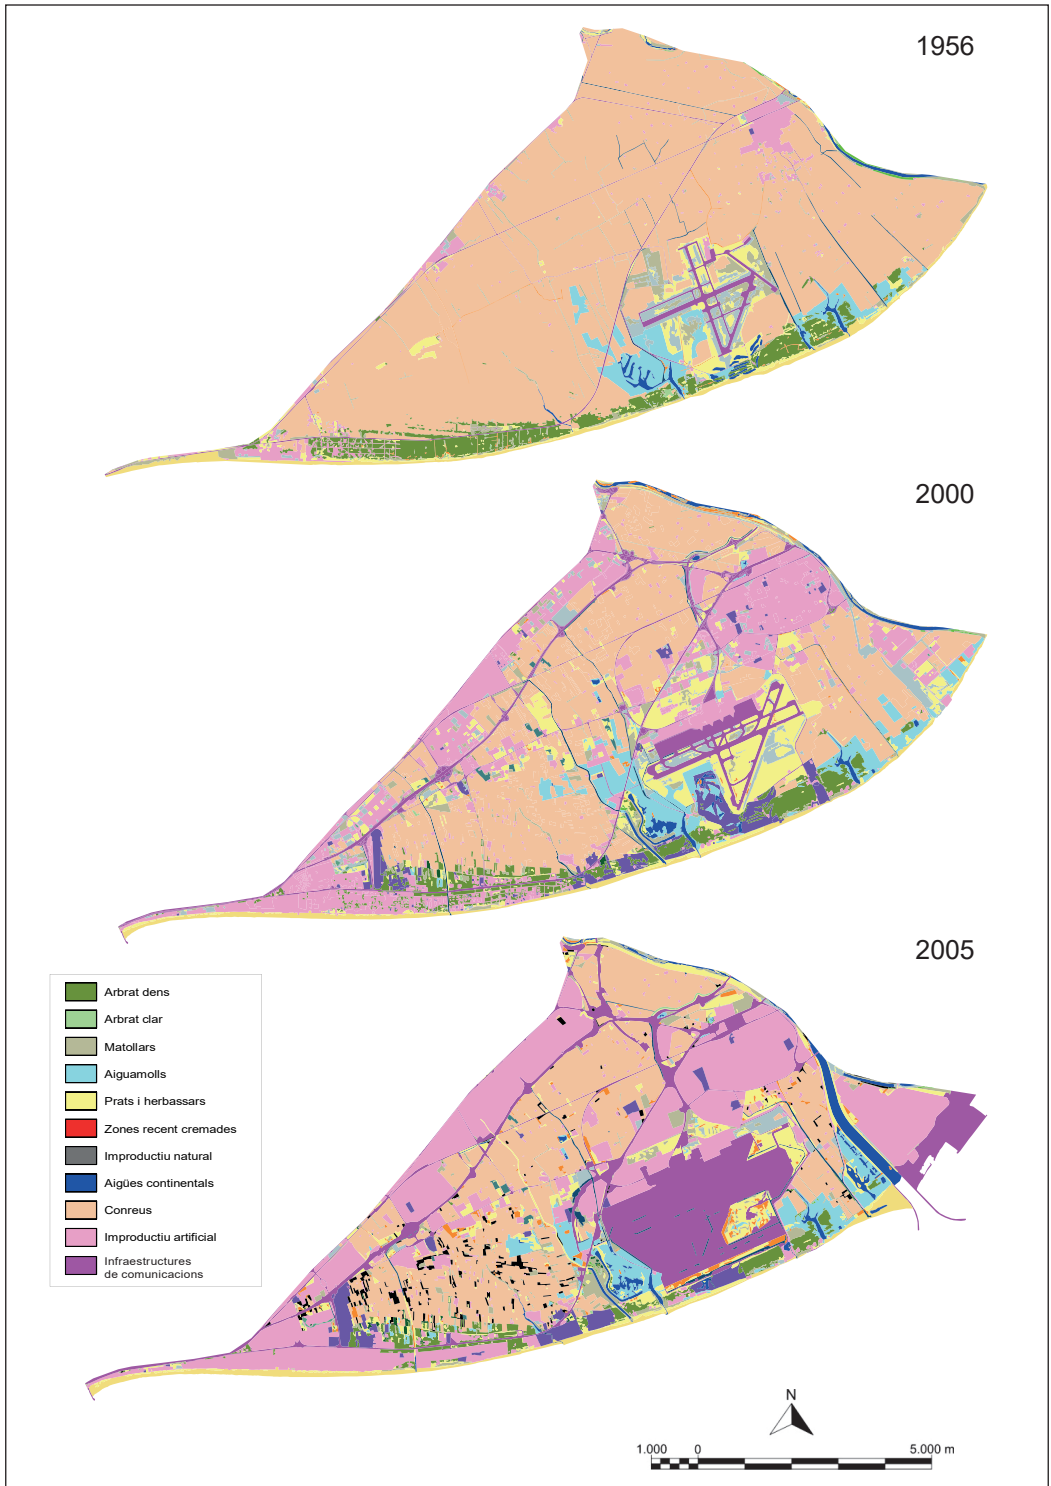 1956
2000
2005
Arbrat dens
Arbrat clar
Matollars
Aiguamolls
Prats i herbassars
Zones recent cremades
Improductiu natural
Aigües continentals
Conreus
Improductiu artificial
Infraestructures
de comunicacions
N
1.000 0 5.000 m